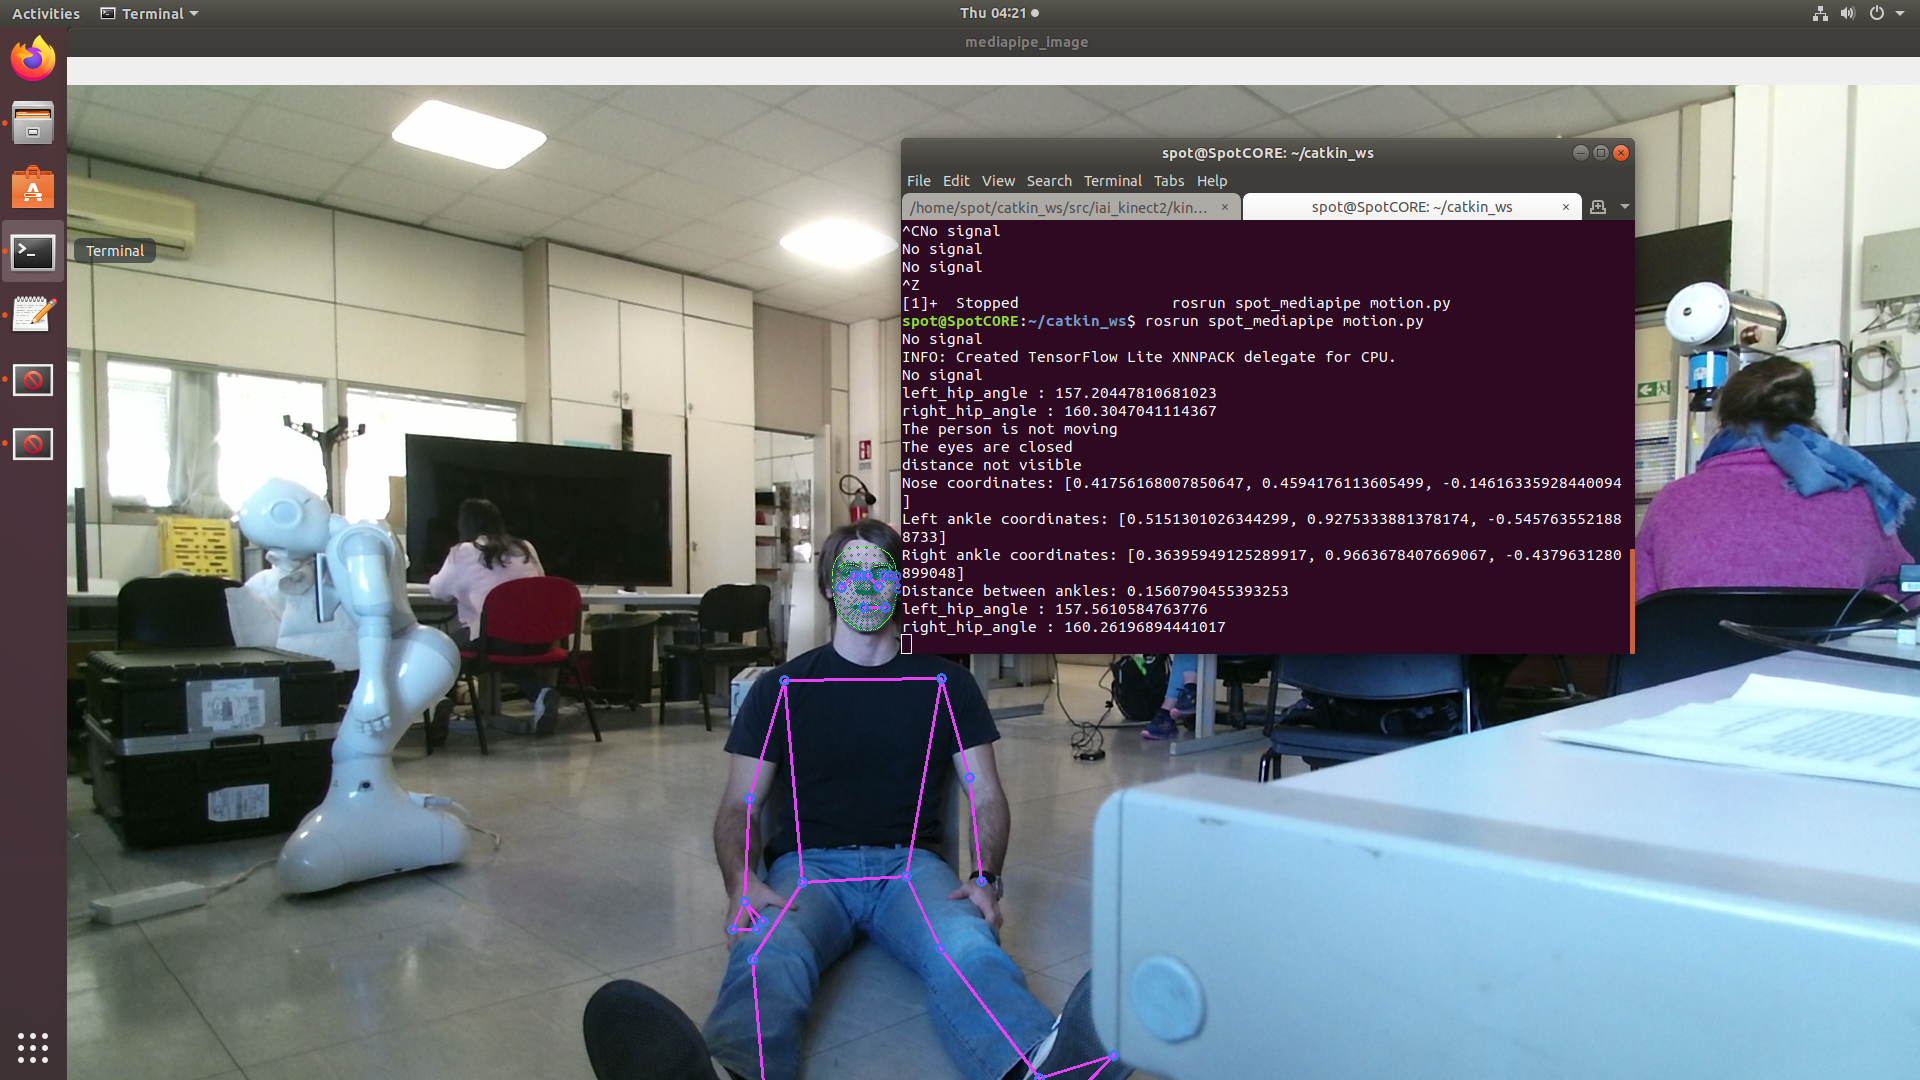 Activities
Terminal
Thu 04:21
mediapipe_image
Terminal
spot@SpotCORE: ~/catkin_ws
File Edit View Search Terminal Tabs Help
/home/spot/catkin_ws/src/iai_kinect2/kin... ×
spot@SpotCORE: ~/catkin_ws ×
^CNo signal
No signal
No signal
^Z
[1]+  Stopped                 rosrun spot_mediapipe motion.py
spot@SpotCORE:~/catkin_ws$ rosrun spot_mediapipe motion.py
No signal
INFO: Created TensorFlow Lite XNNPACK delegate for CPU.
No signal
left_hip_angle : 157.20447810681023
right_hip_angle : 160.3047041114367
The person is not moving
The eyes are closed
distance not visible
Nose coordinates: [0.41756168007850647, 0.4594176113605499, -0.14616335928440094
]
Left ankle coordinates: [0.5151301026344299, 0.9275333881378174, -0.545763552188
8733]
Right ankle coordinates: [0.36395949125289917, 0.9663678407669067, -0.4379631280
899048]
Distance between ankles: 0.1560790455393253
left_hip_angle : 157.5610584763776
right_hip_angle : 160.26196894441017